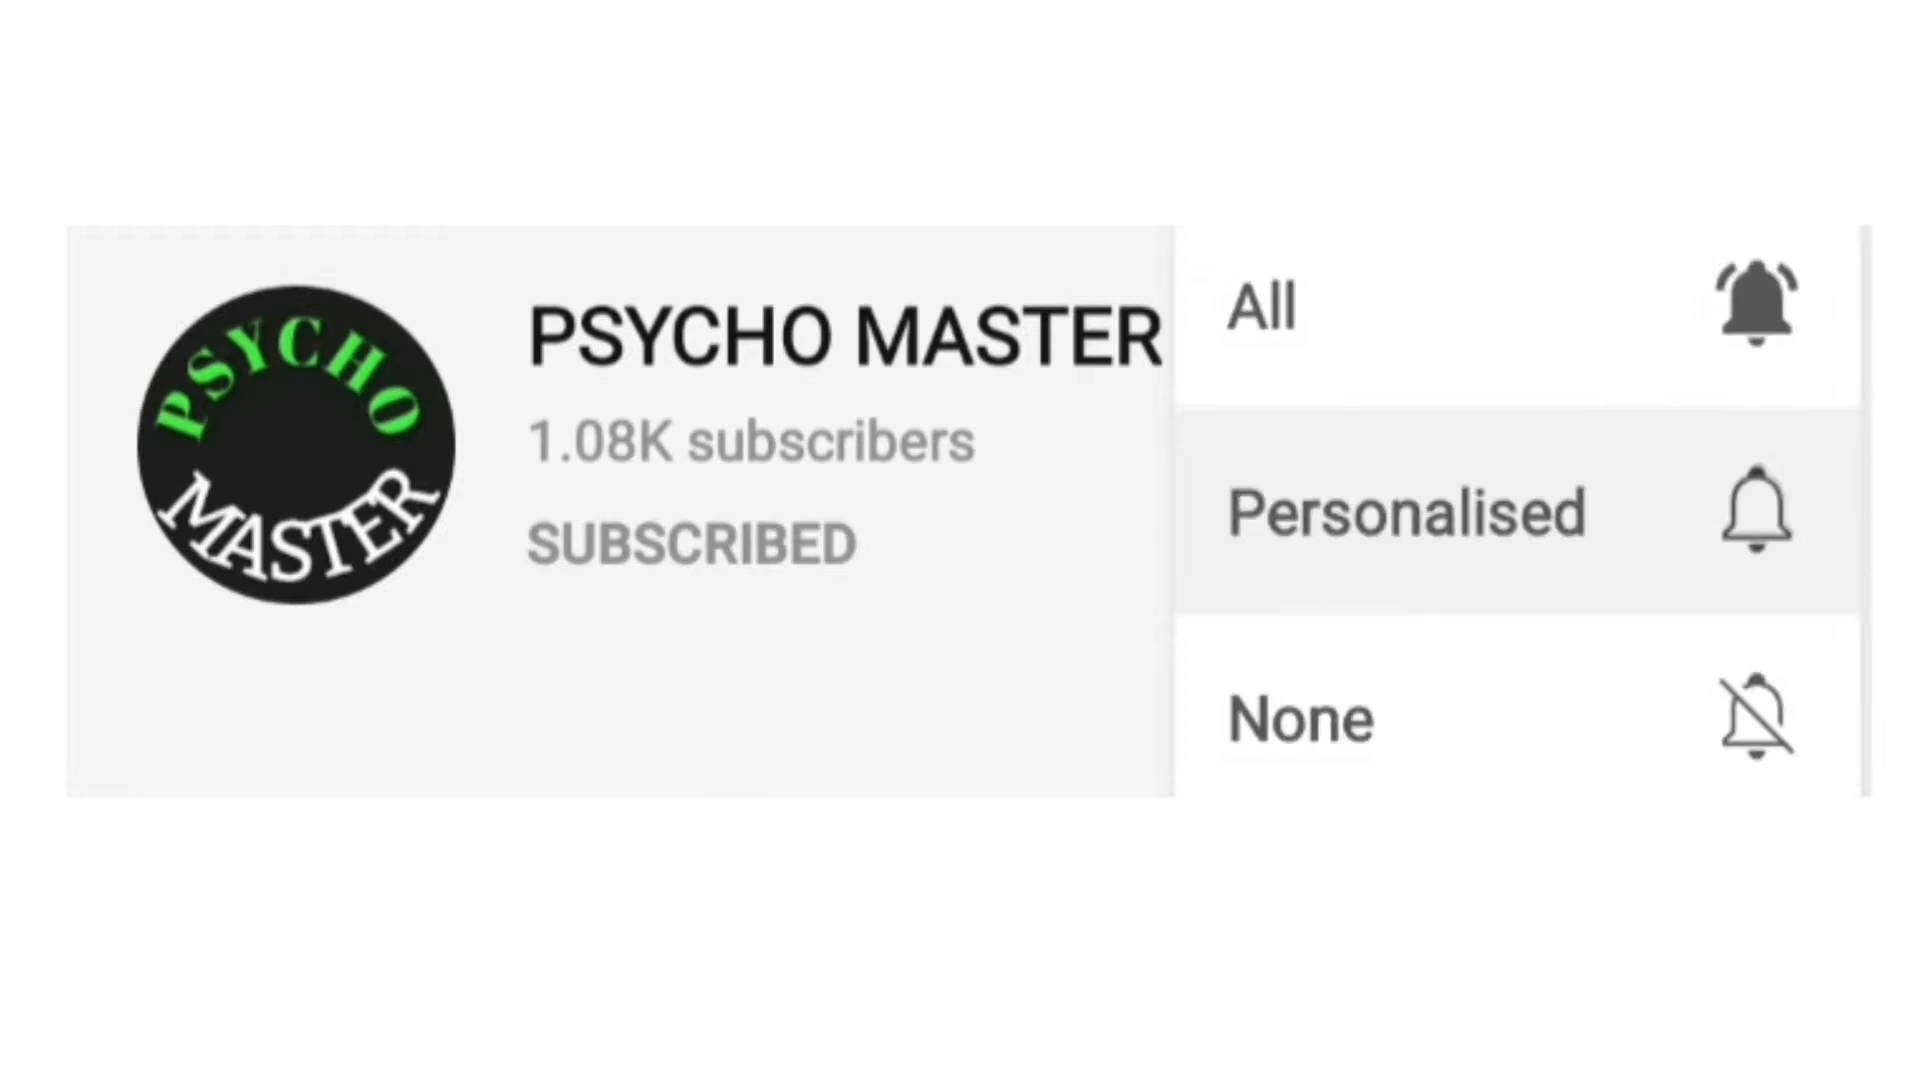 PSYCHO
MASTER
PSYCHO MASTER
1.08K subscribers
SUBSCRIBED
All
Personalised
None